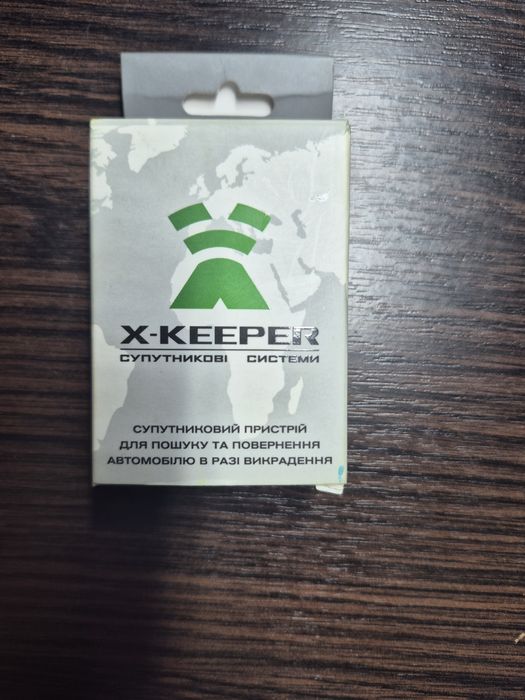 X-KEEPER
СУПУТНИКОВІ СИСТЕМИ
СУПУТНИКОВИЙ ПРИСТРІЙ
ДЛЯ ПОШУКУ ТА ПОВЕРНЕННЯ
АВТОМОБІЛЮ В РАЗІ ВИКРАДЕННЯ